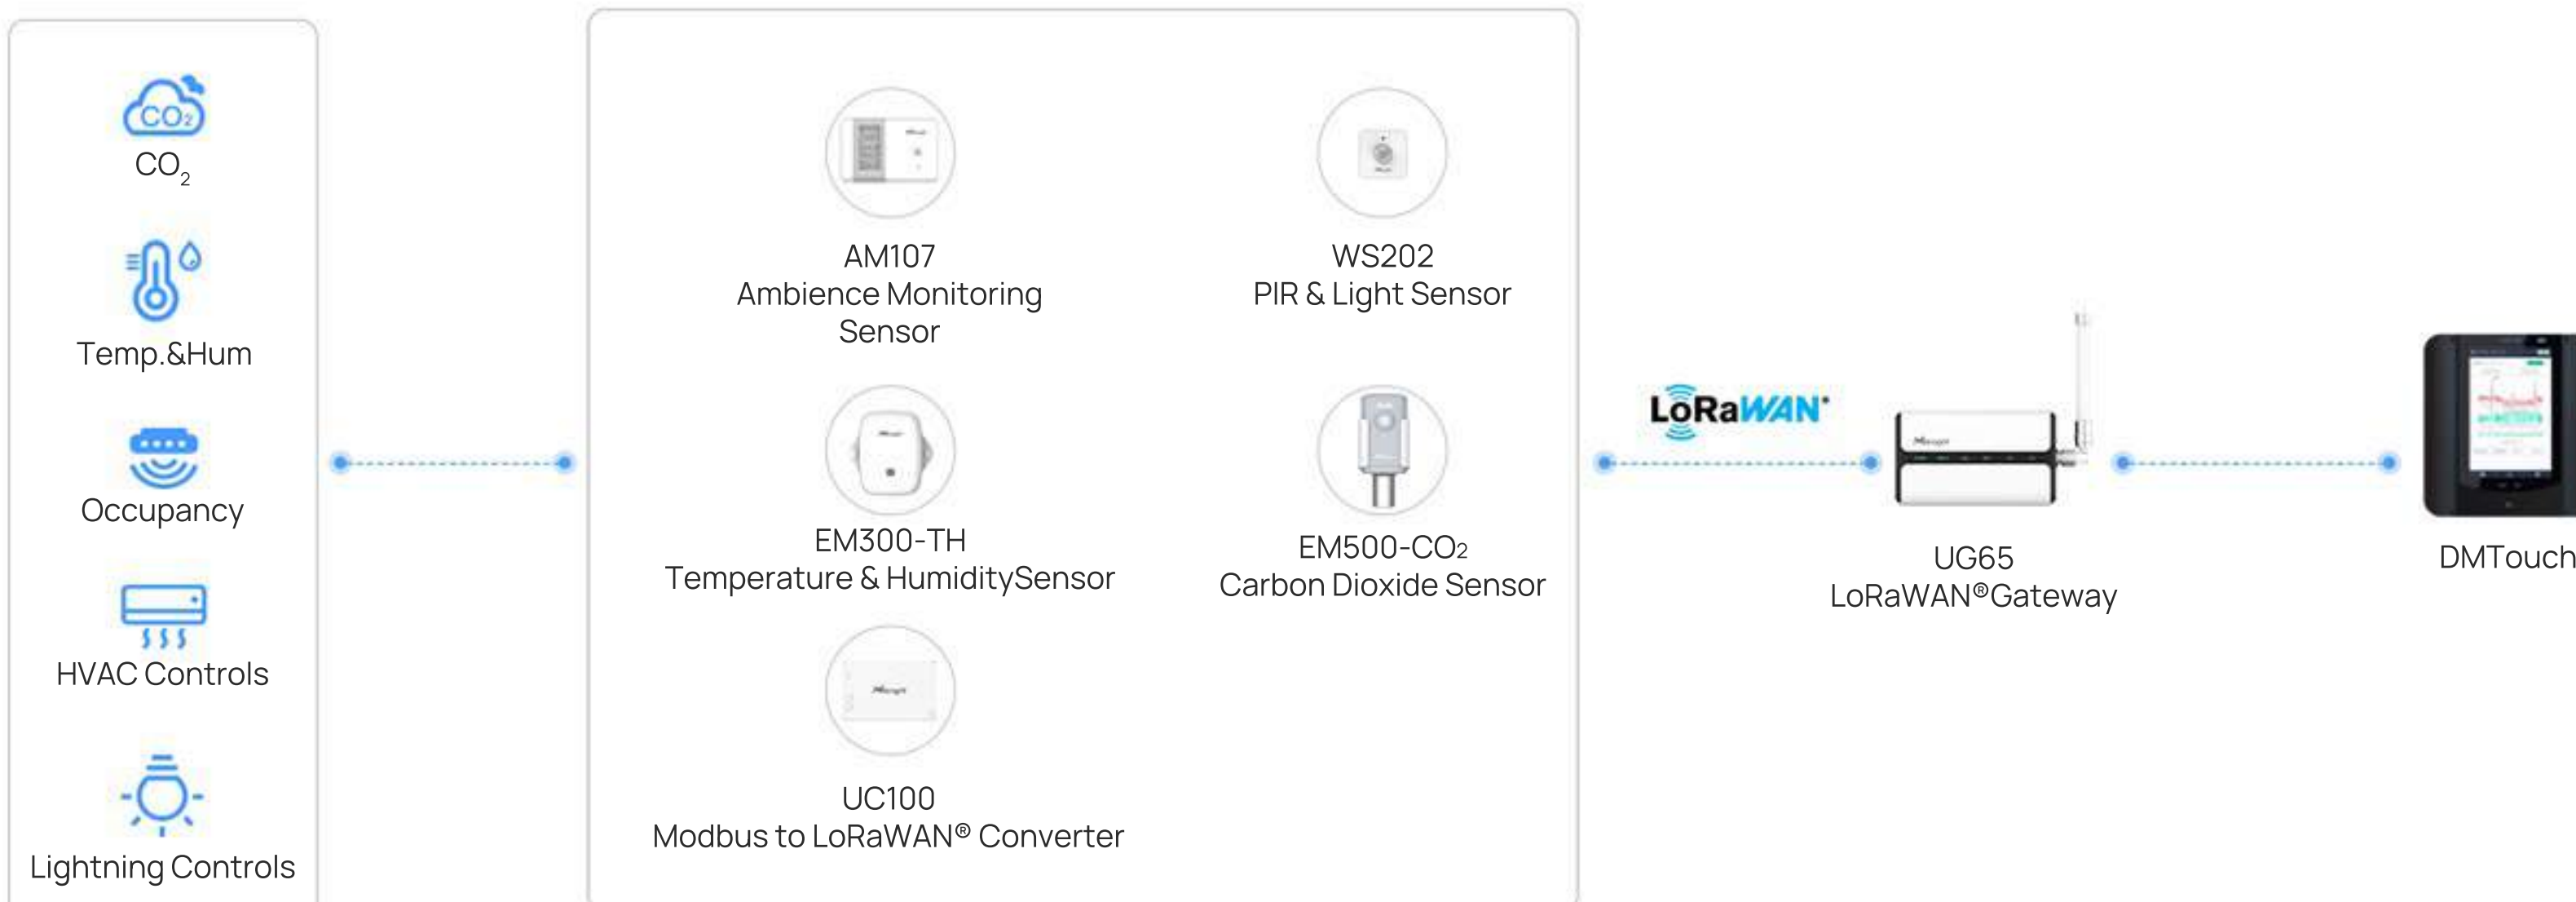 CO₂
CO₂
Temp.&Hum
Occupancy
HVAC Controls
Lightning Controls
AM107
Ambience Monitoring
Sensor
WS202
PIR & Light Sensor
EM300-TH
Temperature & HumiditySensor
EM500-CO₂
Carbon Dioxide Sensor
UC100
Modbus to LoRaWAN® Converter
LoRaWAN®
UG65
LoRaWAN®Gateway
DMTouch